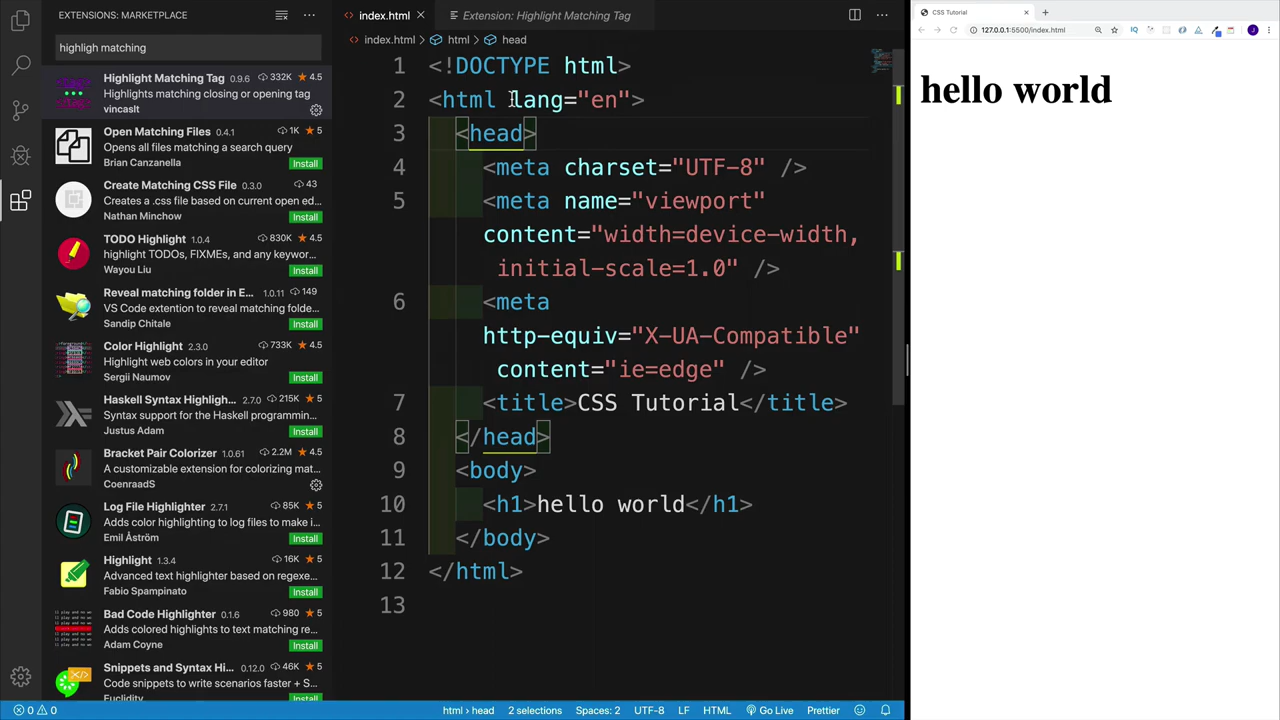 EXTENSIONS: MARKETPLACE
highligh matching
Highlight Matching Tag 0.9.6 332K 4.5
Highlights matching closing or opening tag
vincaslt
Open Matching Files 0.4.1 1K 5
Opens all files matching a search query
Brian Canzanella Install
Create Matching CSS File 0.3.0 43
Creates a .css file based on current open ed...
Nathan Minchow Install
TODO Highlight 1.0.4 830K 4.5
highlight TODOs, FIXMEs, and any keywor...
Wayou Liu Install
Reveal matching folder in E... 1.0.11 149
VS Code extension to reveal matching folde...
Sandip Chitale Install
Color Highlight 2.3.0 733K 4.5
Highlight web colors in your editor
Sergii Naumov Install
Haskell Syntax Highligh... 2.7.0 215K 5
Syntax support for the Haskell programmin...
Justus Adam Install
Bracket Pair Colorizer 1.0.61 2.2M 5
A customizable extension for colorizing mat...
CoenraadS
Log File Highlighter 2.7.1 85K 5
Adds color highlighting to log files to make i...
Emil Åström Install
Highlight 1.3.4 16K 5
Advanced text highlighter based on regexe...
Fabio Spampinato Install
Bad Code Highlighter 0.1.6 980 5
Adds colored highlights to text matching re...
Adam Coyne Install
Snippets and Syntax Hi... 0.12.0 46K 5
Code snippets to write scenarios faster + S...
Euclidity Install
index.html
Extension: Highlight Matching Tag
index.html > html > head
1 <!DOCTYPE html>
2 <html lang="en">
3 <head>
4 <meta charset="UTF-8" />
5 <meta name="viewport"
content="width=device-width,
initial-scale=1.0" />
6 <meta
http-equiv="X-UA-Compatible"
content="ie=edge" />
7 <title>CSS Tutorial</title>
8 </head>
9 <body>
10 <h1>hello world</h1>
11 </body>
12 </html>
13
0 0
html > head 2 selections Spaces: 2 UTF-8 LF HTML Go Live Prettier
CSS Tutorial
127.0.0.1:5500/index.html
IQ
J
hello world